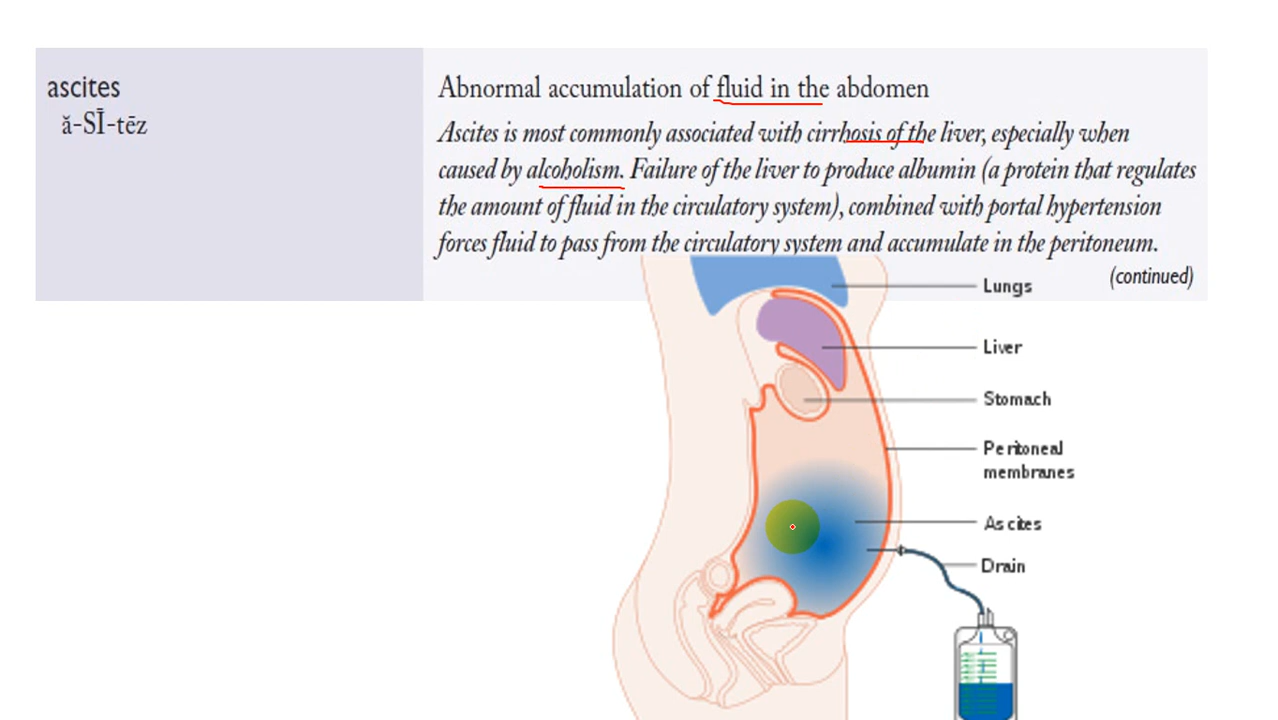 ascites
ă-SĪ-tēz
Abnormal accumulation of fluid in the abdomen
Ascites is most commonly associated with cirrhosis of the liver, especially when
caused by alcoholism. Failure of the liver to produce albumin (a protein that regulates
the amount of fluid in the circulatory system), combined with portal hypertension
forces fluid to pass from the circulatory system and accumulate in the peritoneum.
(continued)
Lungs
Liver
Stomach
Peritoneal
membranes
Ascites
Drain